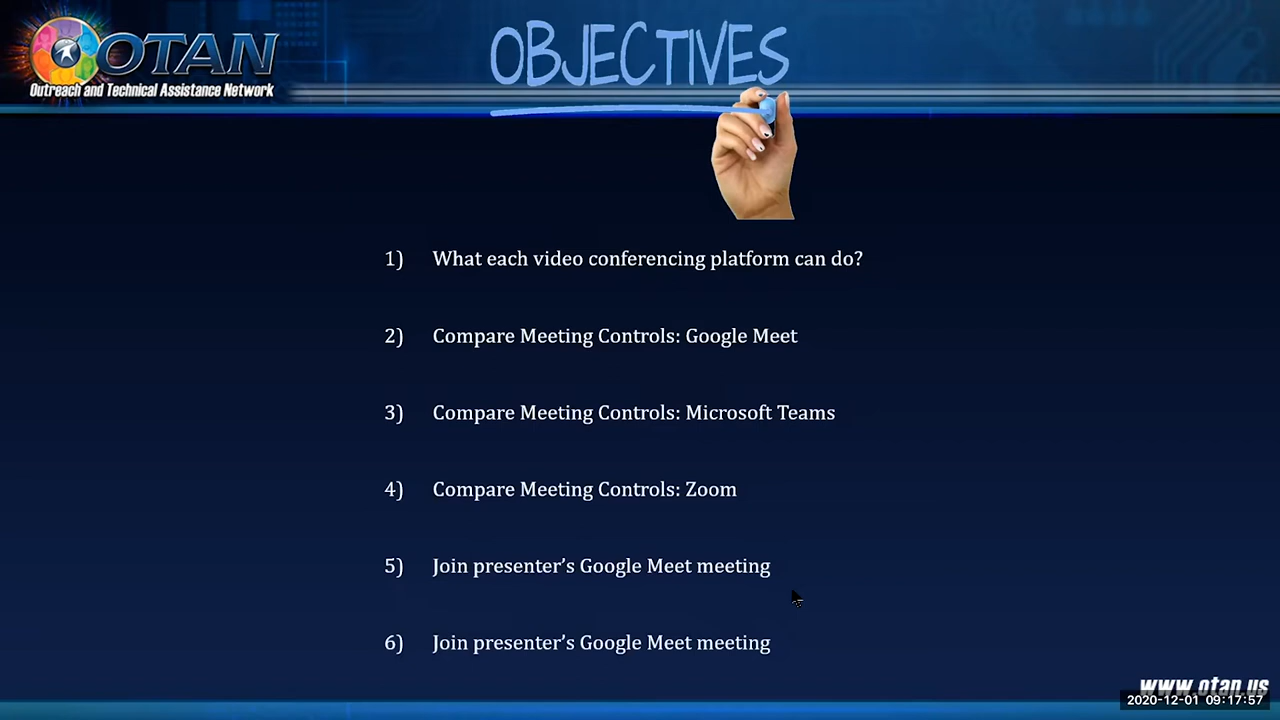 OTAN
Outreach and Technical Assistance Network
OBJECTIVES
1) What each video conferencing platform can do?
2) Compare Meeting Controls: Google Meet
3) Compare Meeting Controls: Microsoft Teams
4) Compare Meeting Controls: Zoom
5) Join presenter’s Google Meet meeting
6) Join presenter’s Google Meet meeting
www.otan.us
2020-12-01 09:17:57